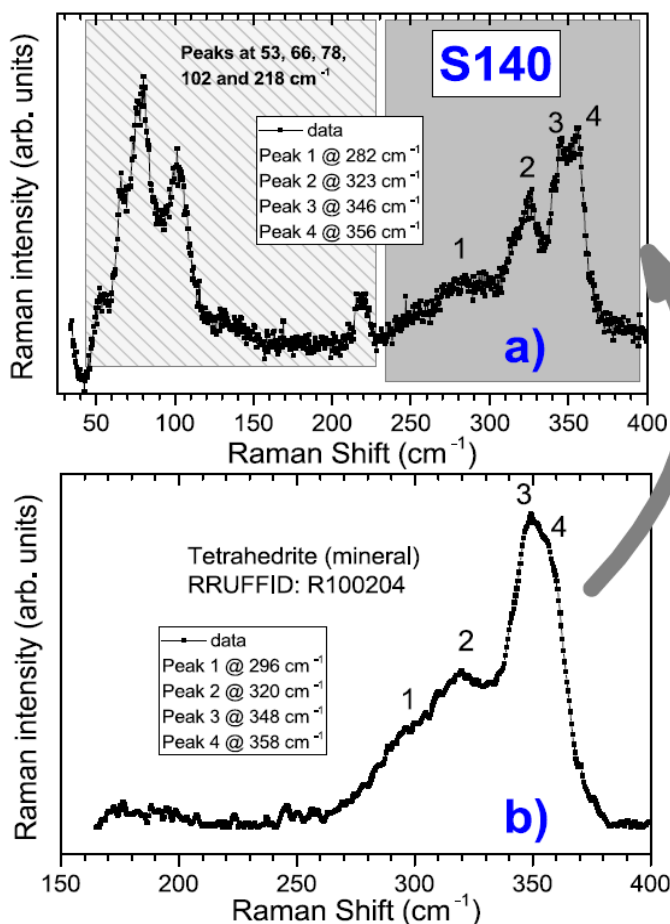 Peaks at 53, 66, 78,
102 and 218 cm⁻¹
S140
data
Peak 1 @ 282 cm⁻¹
Peak 2 @ 323 cm⁻¹
Peak 3 @ 346 cm⁻¹
Peak 4 @ 356 cm⁻¹
1
2
3
4
a)
Raman intensity (arb. units)
50 100 150 200 250 300 350 400
Raman Shift (cm⁻¹)
3
4
Tetrahedrite (mineral)
RRUFFID: R100204
data
Peak 1 @ 296 cm⁻¹
Peak 2 @ 320 cm⁻¹
Peak 3 @ 348 cm⁻¹
Peak 4 @ 358 cm⁻¹
1
2
b)
Raman intensity (arb. units)
150 200 250 300 350 400
Raman Shift (cm⁻¹)